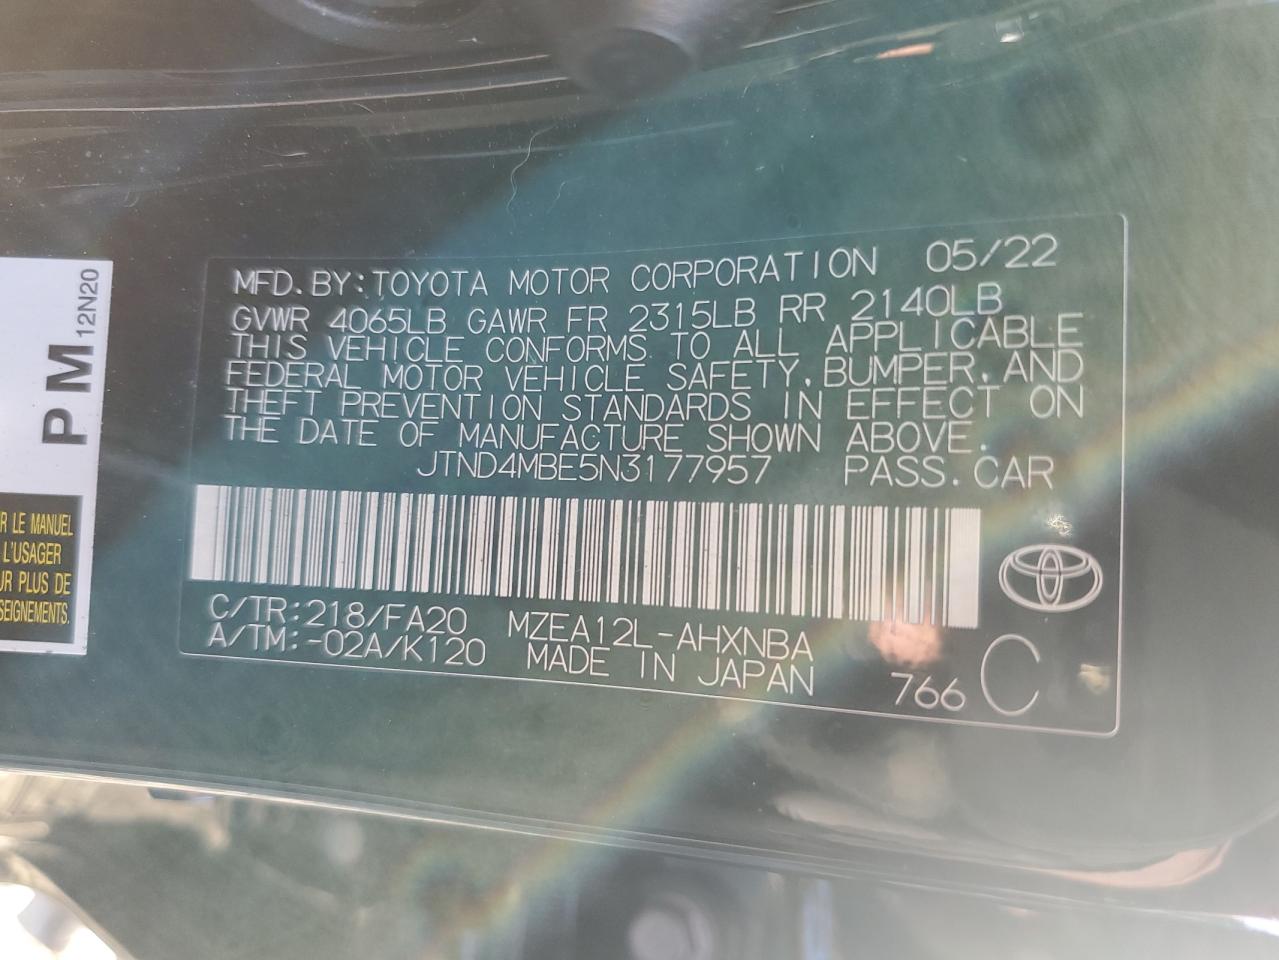 MFD. BY: TOYOTA MOTOR CORPORATION 05/22
GVWR 4065LB GAWR FR 2315LB RR 2140LB
THIS VEHICLE CONFORMS TO ALL APPLICABLE
FEDERAL MOTOR VEHICLE SAFETY, BUMPER, AND
THEFT PREVENTION STANDARDS IN EFFECT ON
THE DATE OF MANUFACTURE SHOWN ABOVE.
JTND4MBE5N3177957 PASS. CAR
C/TR: 218/FA20 MZEA12L-AHXNBA
A/TM: -02A/K120 MADE IN JAPAN
766 C
PM 12N20
R LE MANUEL
L'USAGER
UR PLUS DE
SEIGNEMENTS.